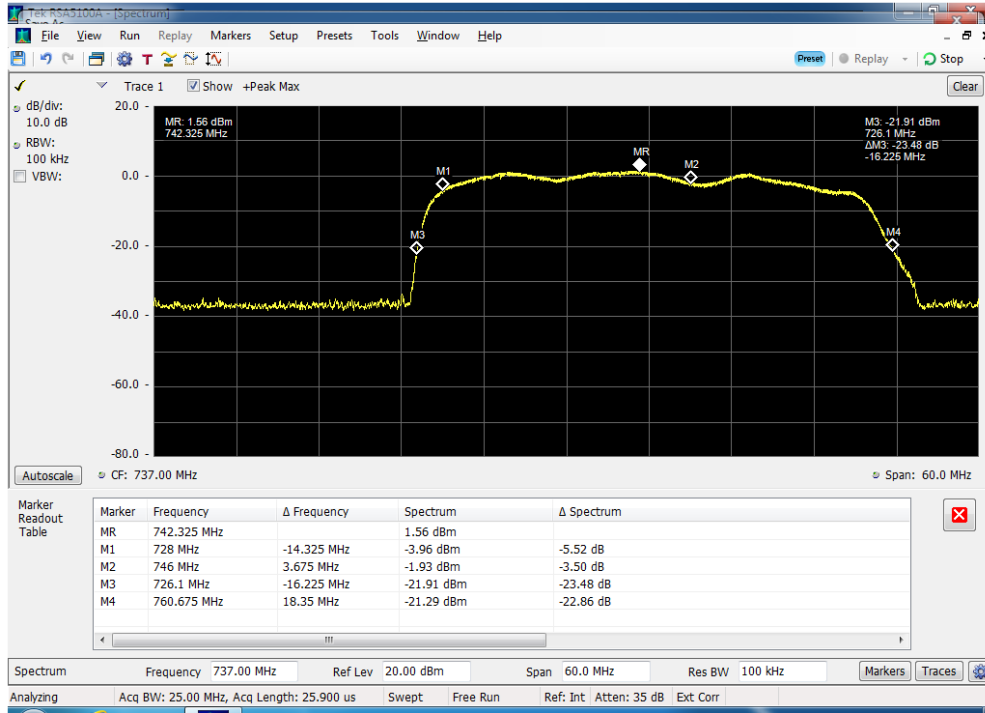 Tek RSA5100A - [Spectrum]
File View Run Replay Markers Setup Presets Tools Window Help
T Preset Replay Stop
Trace 1 Show +Peak Max Clear
dB/div:
10.0 dB
RBW:
100 kHz
VBW:
20.0 -
0.0 -
-20.0 -
-40.0 -
-60.0 -
-80.0 -
MR: 1.56 dBm
742.325 MHz
M3: -21.91 dBm
726.1 MHz
ΔM3: -23.48 dB
-16.225 MHz
M1
MR
M2
M3
M4
Autoscale CF: 737.00 MHz Span: 60.0 MHz
Marker
Readout
Table
Marker Frequency Δ Frequency Spectrum Δ Spectrum
MR 742.325 MHz 1.56 dBm
M1 728 MHz -14.325 MHz -3.96 dBm -5.52 dB
M2 746 MHz 3.675 MHz -1.93 dBm -3.50 dB
M3 726.1 MHz -16.225 MHz -21.91 dBm -23.48 dB
M4 760.675 MHz 18.35 MHz -21.29 dBm -22.86 dB
Spectrum Frequency 737.00 MHz Ref Lev 20.00 dBm Span 60.0 MHz Res BW 100 kHz Markers Traces
Analyzing Acq BW: 25.00 MHz, Acq Length: 25.900 us Swept Free Run Ref: Int Atten: 35 dB Ext Corr